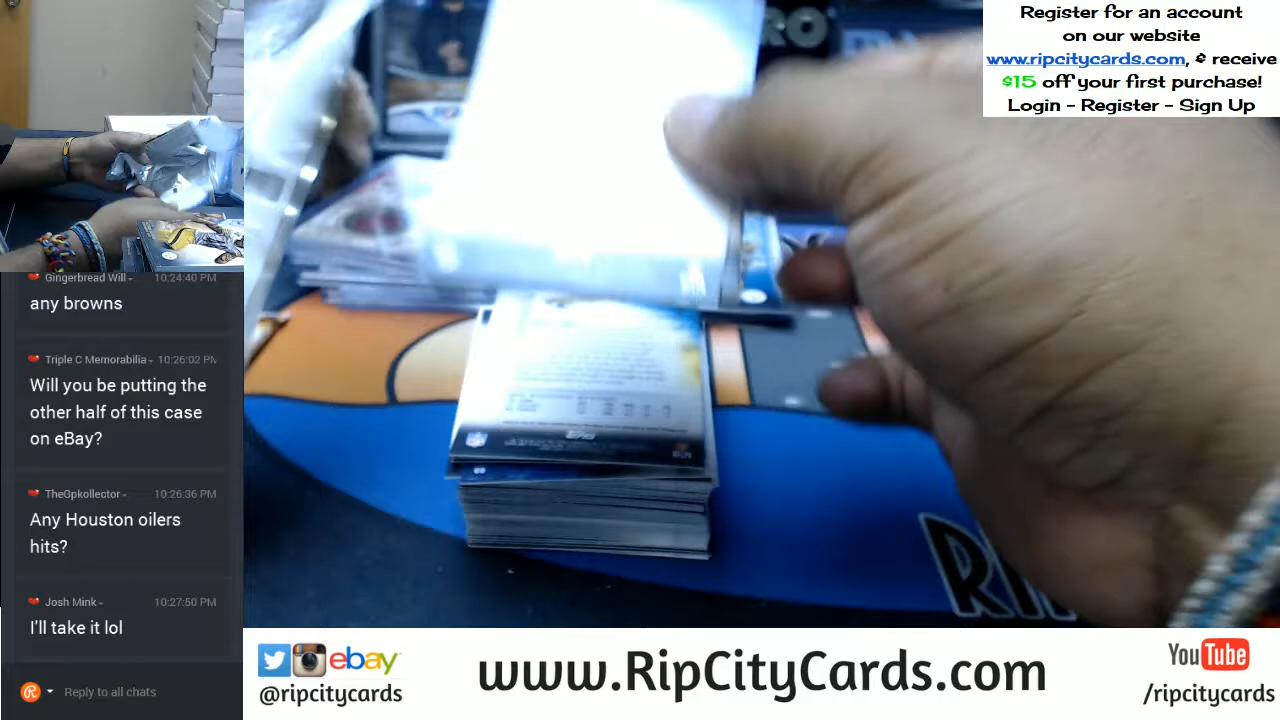 Register for an account
on our website
www.ripcitycards.com, & receive
$15 off your first purchase!
Login - Register - Sign Up
Gingerbread Will 10:24:40 PM
any browns
Triple C Memorabilia 10:26:02 PM
Will you be putting the
other half of this case
on eBay?
TheGpkollector 10:26:36 PM
Any Houston oilers
hits?
Josh Mink 10:27:50 PM
I'll take it lol
R Reply to all chats
RO
NFL
ebay
@ripcitycards
www.RipCityCards.com
YouTube
/ripcitycards